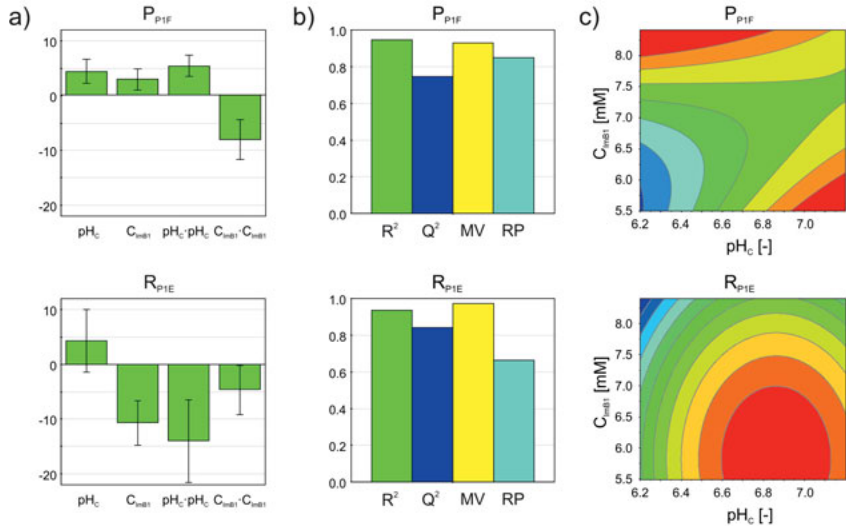 a)
P_P1F
10
0
-10
-20
pH_C
C_ImB1
pH_C·pH_C
C_ImB1·C_ImB1
b)
P_P1F
1.0
0.8
0.6
0.4
0.2
0.0
R²
Q²
MV
RP
c)
P_P1F
C_ImB1 [mM]
8.0
7.5
7.0
6.5
6.0
5.5
6.2
6.4
6.6
6.8
7.0
pH_C [-]
R_P1E
10
0
-10
-20
pH_C
C_ImB1
pH_C·pH_C
C_ImB1·C_ImB1
R_P1E
1.0
0.8
0.6
0.4
0.2
0.0
R²
Q²
MV
RP
R_P1E
C_ImB1 [mM]
8.0
7.5
7.0
6.5
6.0
5.5
6.2
6.4
6.6
6.8
7.0
pH_C [-]